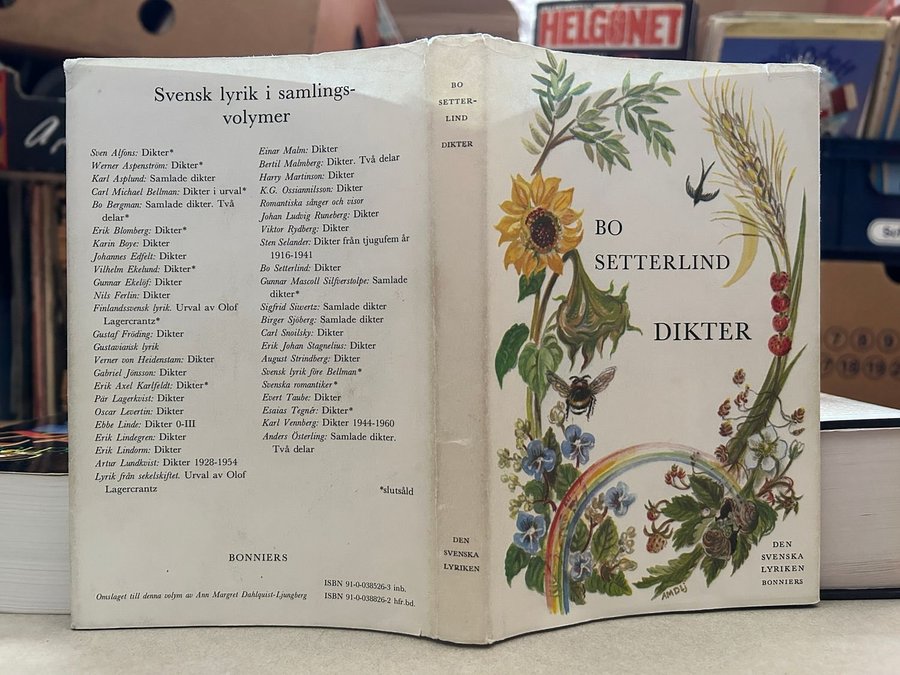 HELGONET
Svensk lyrik i samlings-
volymer
Sven Alfons: Dikter*
Werner Aspenström: Dikter*
Karl Asplund: Samlade dikter
Carl Michael Bellman: Dikter i urval*
Bo Bergman: Samlade dikter. Två
delar*
Erik Blomberg: Dikter*
Karin Boye: Dikter
Johannes Edfelt: Dikter
Vilhelm Ekelund: Dikter*
Gunnar Ekelöf: Dikter
Nils Ferlin: Dikter
Finlandssvensk lyrik. Urval av Olof
Lagercrantz*
Gustaf Fröding: Dikter
Gustaviansk lyrik
Verner von Heidenstam: Dikter
Gabriel Jönsson: Dikter
Erik Axel Karlfeldt: Dikter*
Pär Lagerkvist: Dikter
Oscar Levertin: Dikter
Ebbe Linde: Dikter 0-III
Erik Lindegren: Dikter
Erik Lindorm: Dikter
Artur Lundkvist: Dikter 1928-1954
Lyrik från sekelskiftet. Urval av Olof
Lagercrantz
Einar Malm: Dikter
Bertil Malmberg: Dikter. Två delar
Harry Martinson: Dikter
K.G. Ossiannilsson: Dikter
Romantiska sånger och visor
Johan Ludvig Runeberg: Dikter
Viktor Rydberg: Dikter
Sten Selander: Dikter från tjugufem år
1916-1941
Bo Setterlind: Dikter
Gunnar Mascoll Silfverstolpe: Samlade
dikter*
Sigfrid Siwertz: Samlade dikter
Birger Sjöberg: Samlade dikter
Carl Snoilsky: Dikter
Erik Johan Stagnelius: Dikter
August Strindberg: Dikter
Svensk lyrik före Bellman*
Svenska romantiker*
Evert Taube: Dikter
Esaias Tegnér: Dikter*
Karl Vennberg: Dikter 1944-1960
Anders Österling: Samlade dikter.
Två delar
*slutsåld
BONNIERS
Omslaget till denna volym av Ann Margret Dahlquist-Ljungberg
ISBN 91-0-038526-3 inb.
ISBN 91-0-038826-2 hfr.bd.
BO
SETTER-
LIND
DIKTER
DEN
SVENSKA
LYRIKEN
BO
SETTERLIND
DIKTER
AMDLj
DEN
SVENSKA
LYRIKEN
BONNIERS